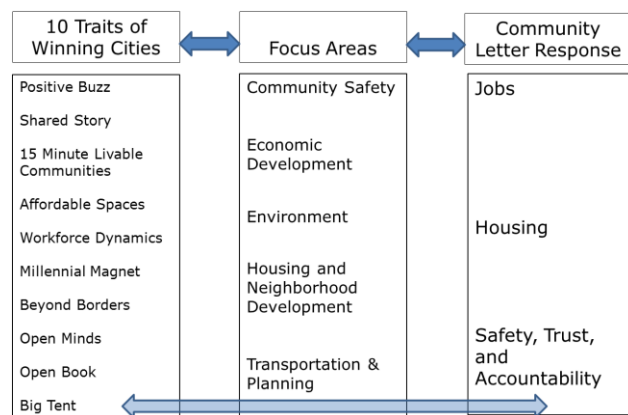 10 Traits of
Winning Cities
Focus Areas
Community
Letter Response
Positive Buzz
Shared Story
15 Minute Livable
Communities
Affordable Spaces
Workforce Dynamics
Millennial Magnet
Beyond Borders
Open Minds
Open Book
Big Tent
Community Safety
Economic
Development
Environment
Housing and
Neighborhood
Development
Transportation &
Planning
Jobs
Housing
Safety, Trust,
and
Accountability